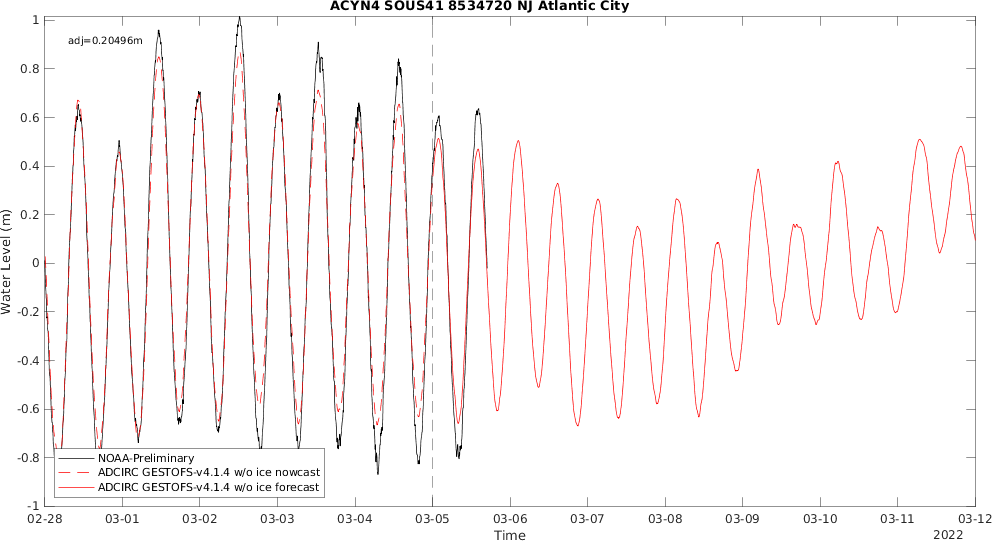 ACYN4 SOUS41 8534720 NJ Atlantic City
adj=0.20496m
1
0.8
0.6
0.4
0.2
0
-0.2
-0.4
-0.6
-0.8
-1
Water Level (m)
NOAA-Preliminary
ADCIRC GESTOFS-v4.1.4 w/o ice nowcast
ADCIRC GESTOFS-v4.1.4 w/o ice forecast
02-28 03-01 03-02 03-03 03-04 03-05 03-06 03-07 03-08 03-09 03-10 03-11 03-12
Time
2022